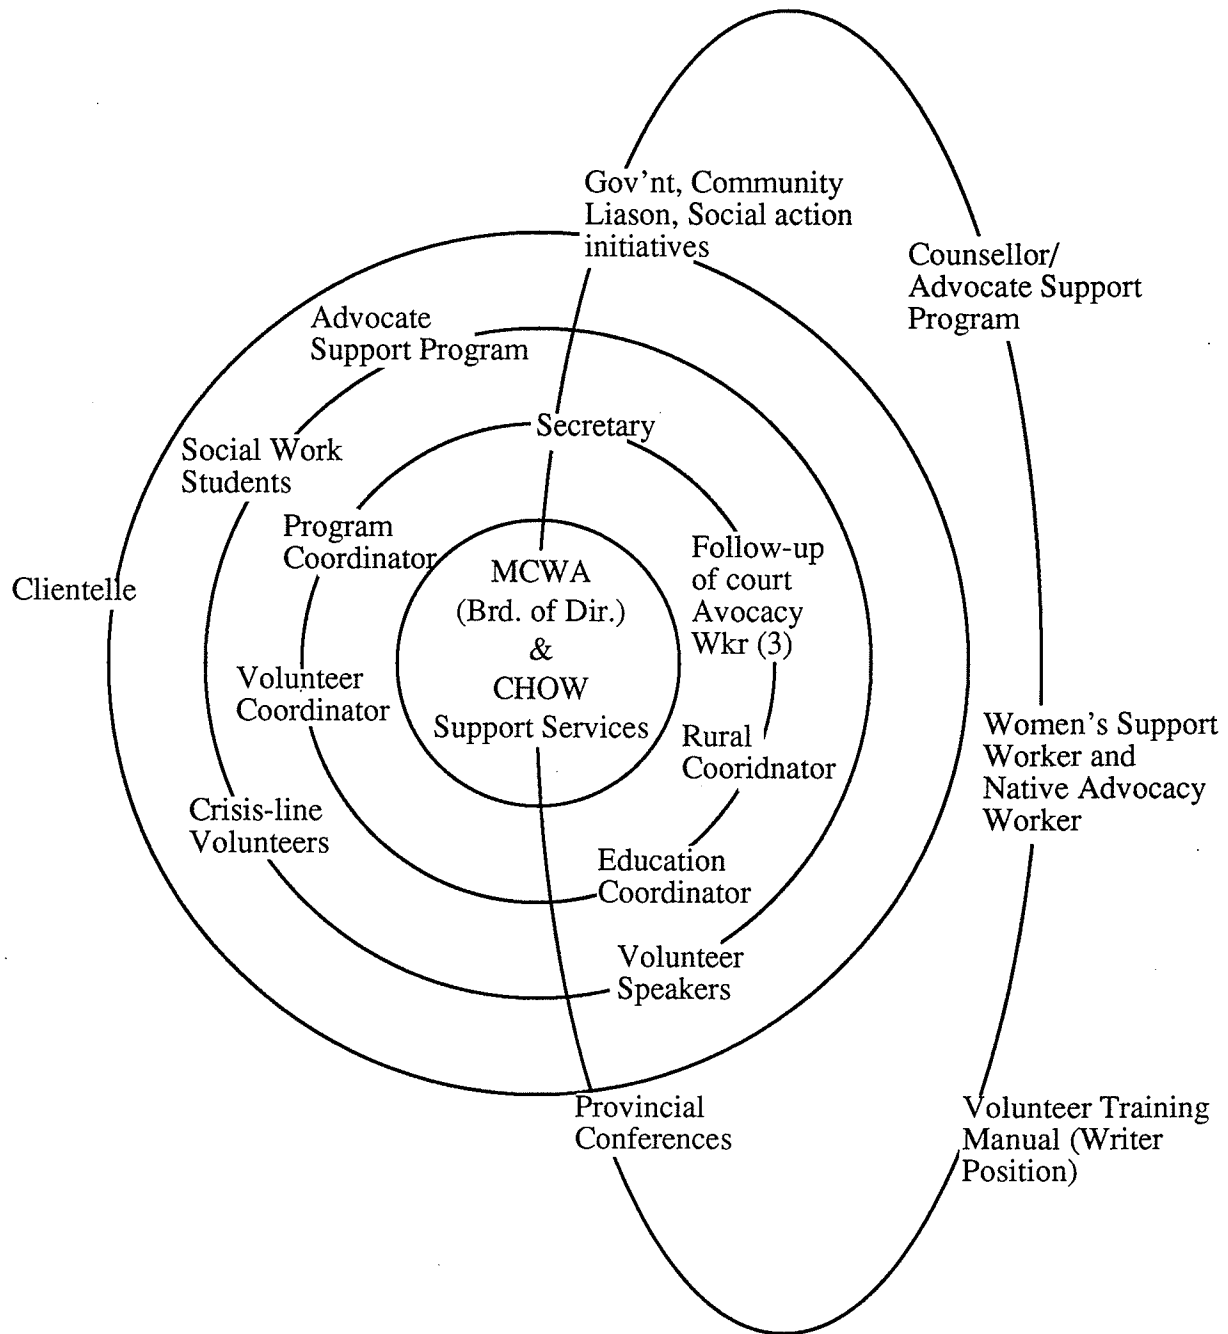 Gov'nt, Community
Liason, Social action
initiatives
Counsellor/
Advocate Support
Program
Advocate
Support Program
Secretary
Social Work
Students
Program
Coordinator
Follow-up
of court
Avocacy
Wkr (3)
MCWA
(Brd. of Dir.)
&
CHOW
Support Services
Clientelle
Volunteer
Coordinator
Rural
Cooridnator
Women's Support
Worker and
Native Advocacy
Worker
Crisis-line
Volunteers
Education
Coordinator
Volunteer
Speakers
Provincial
Conferences
Volunteer Training
Manual (Writer
Position)